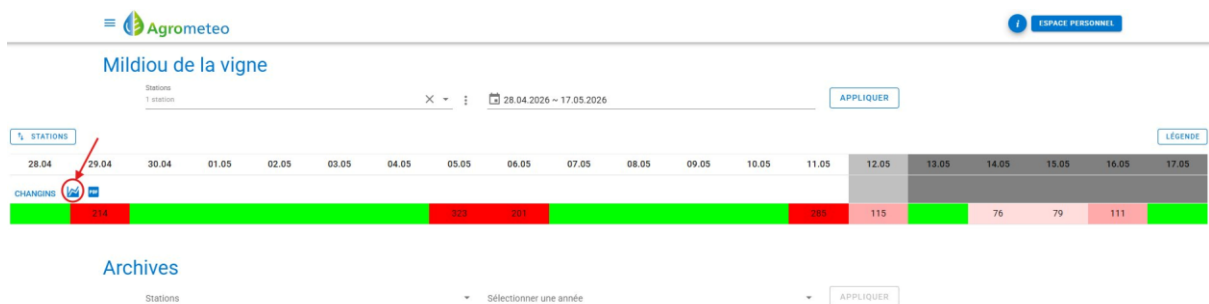 Agrometeo
i ESPACE PERSONNEL
Mildiou de la vigne
Stations
1 station
28.04.2026 ~ 17.05.2026
APPLIQUER
STATIONS
LÉGENDE
28.04 29.04 30.04 01.05 02.05 03.05 04.05 05.05 06.05 07.05 08.05 09.05 10.05 11.05 12.05 13.05 14.05 15.05 16.05 17.05
CHANGINS PDF
214 323 201 265 115 76 79 111
Archives
Stations Sélectionner une année APPLIQUER